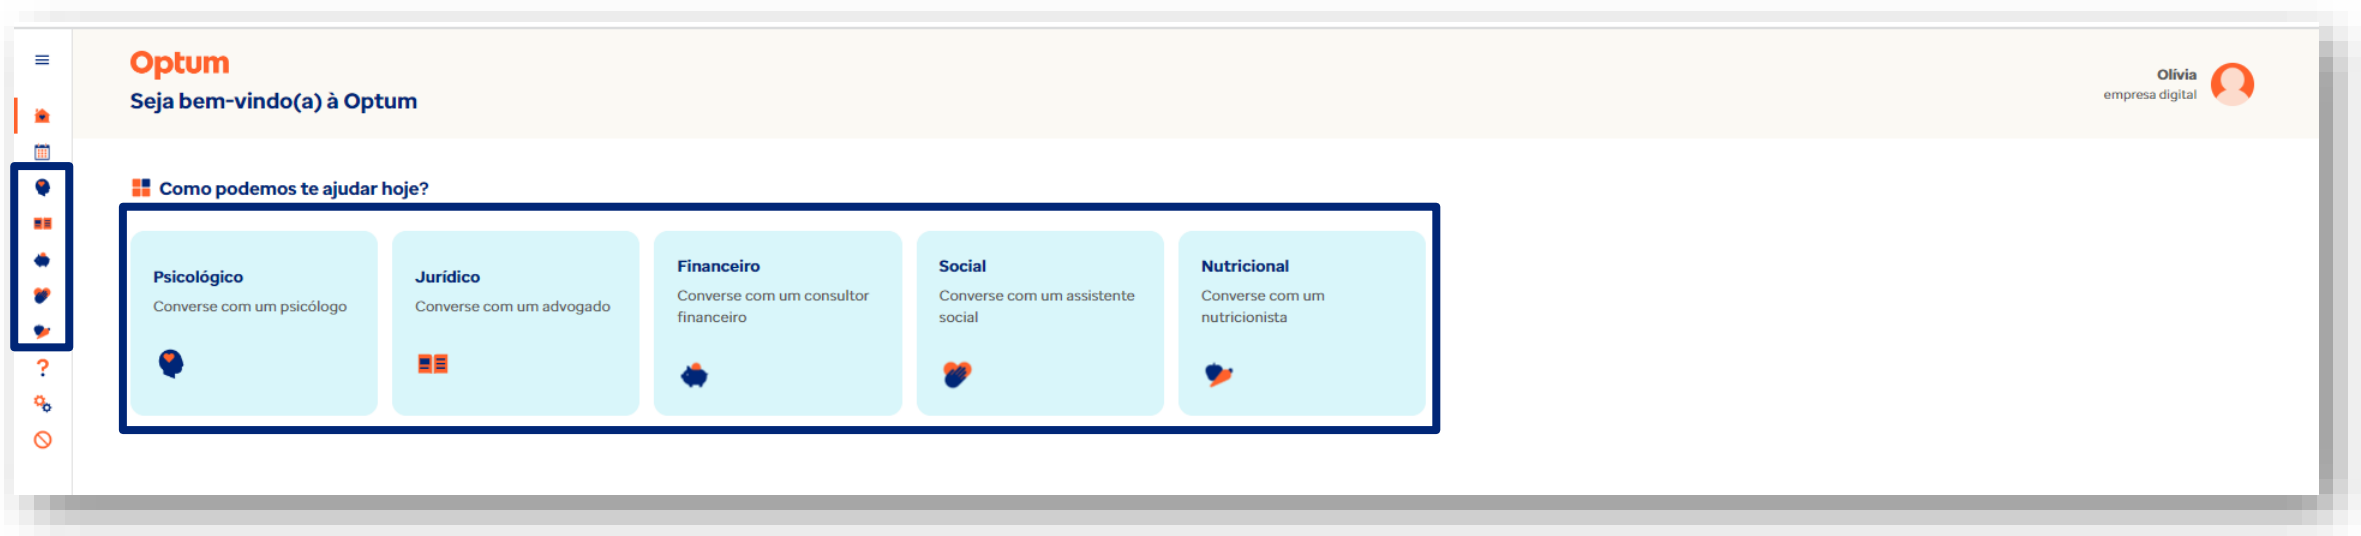 Optum
Seja bem-vindo(a) à Optum
Olívia
empresa digital
Como podemos te ajudar hoje?
Psicológico
Converse com um psicólogo
Jurídico
Converse com um advogado
Financeiro
Converse com um consultor
financeiro
Social
Converse com um assistente
social
Nutricional
Converse com um
nutricionista